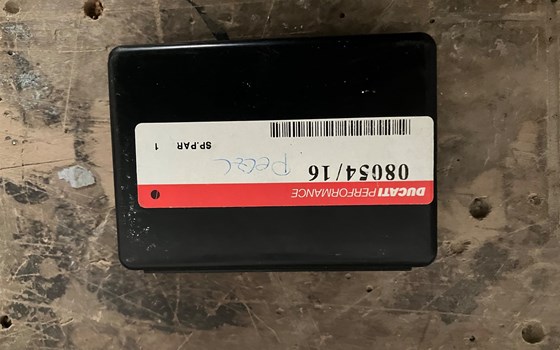 DUCATI PERFORMANCE
08054/16
SP.PAR 1